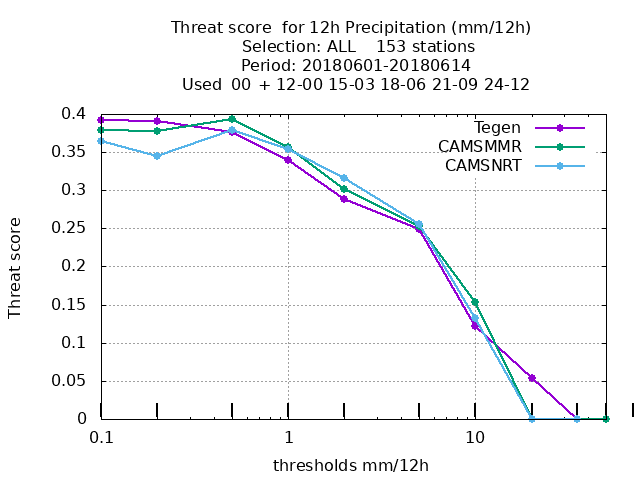 Threat score  for 12h Precipitation (mm/12h)
Selection: ALL    153 stations
Period: 20180601-20180614
Used  00 + 12-00 15-03 18-06 21-09 24-12
Tegen
CAMSMMR
CAMSNRT
0.4
0.35
0.3
0.25
0.2
0.15
0.1
0.05
0
Threat score
0.1 1 10
thresholds mm/12h